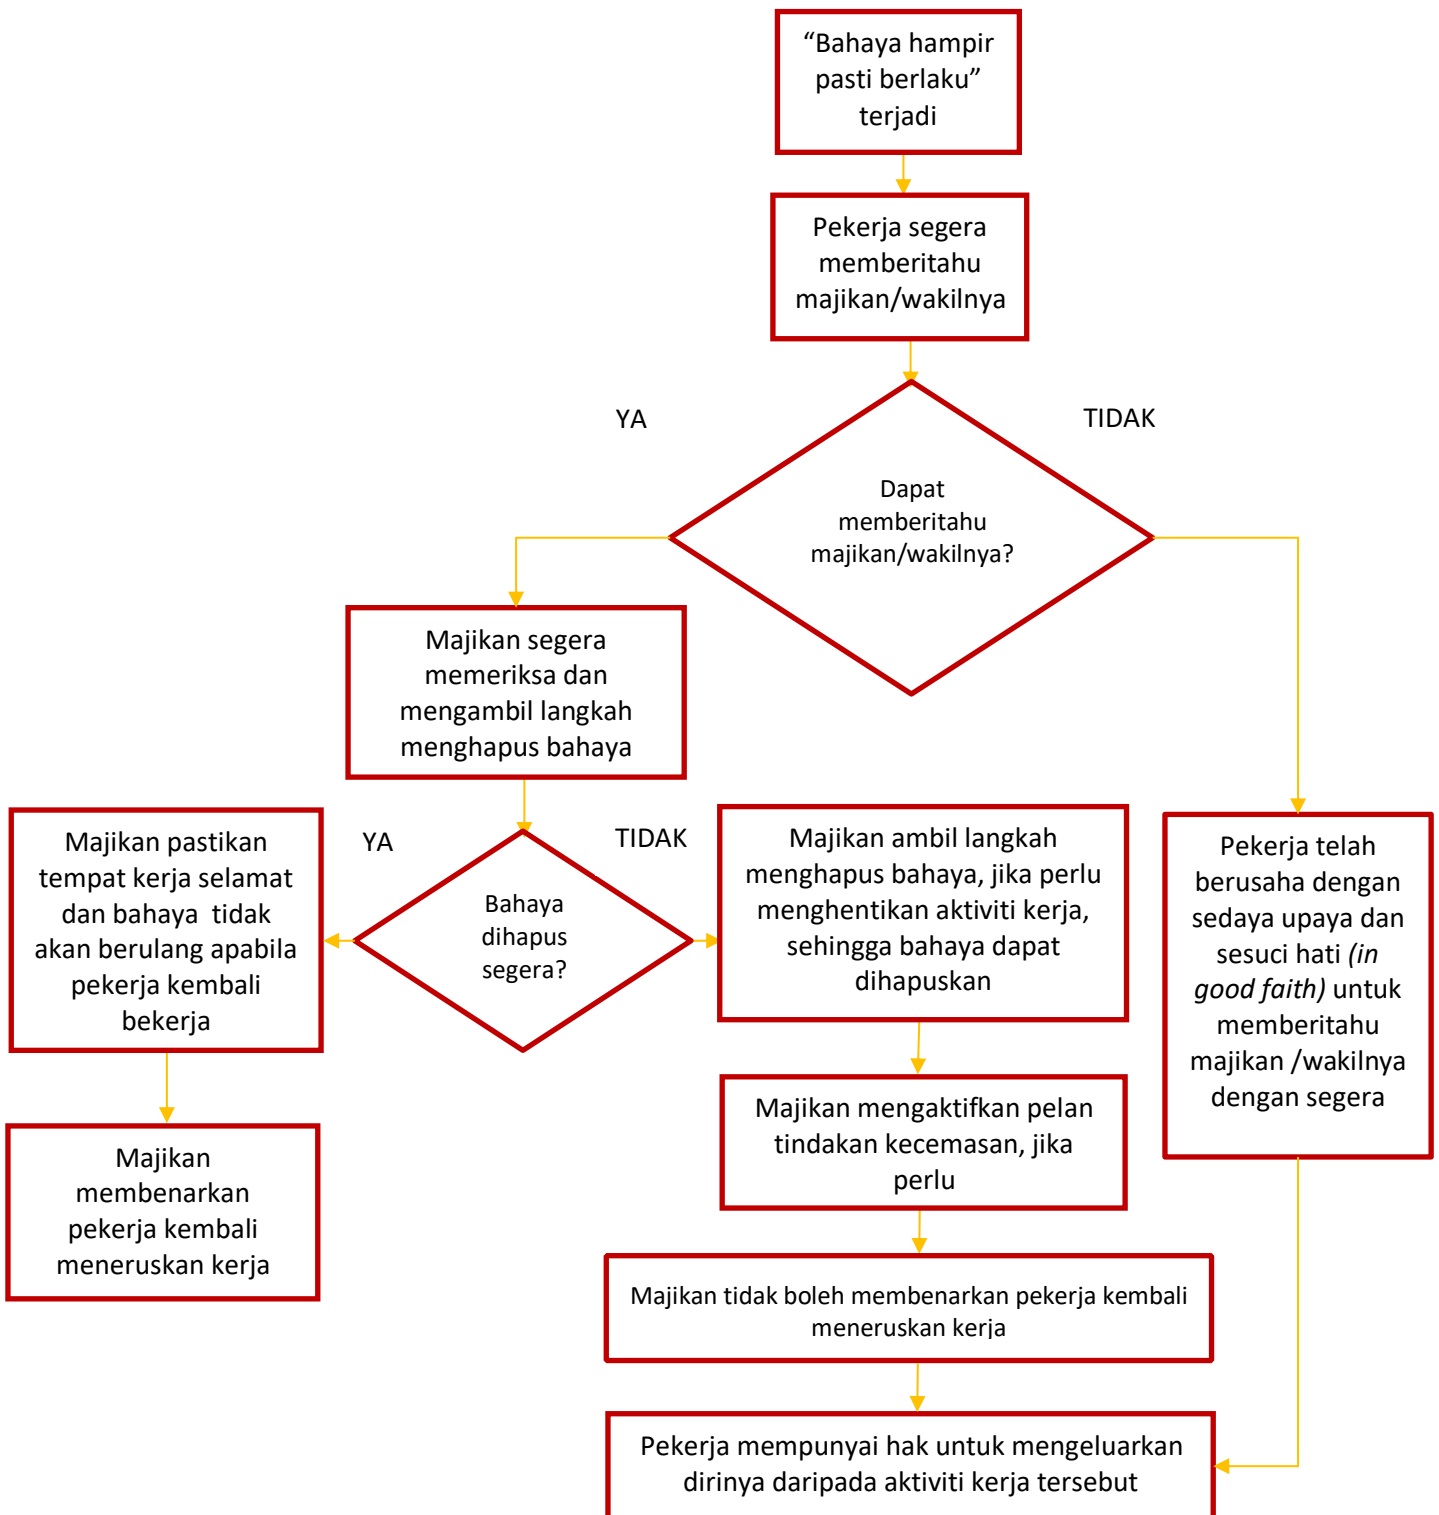 “Bahaya hampir
pasti berlaku”
terjadi
Pekerja segera
memberitahu
majikan/wakilnya
YA
TIDAK
Dapat
memberitahu
majikan/wakilnya?
Majikan segera
memeriksa dan
mengambil langkah
menghapus bahaya
Majikan pastikan
tempat kerja selamat
dan bahaya  tidak
akan berulang apabila
pekerja kembali
bekerja
YA
TIDAK
Bahaya
dihapus
segera?
Majikan ambil langkah
menghapus bahaya, jika perlu
menghentikan aktiviti kerja,
sehingga bahaya dapat
dihapuskan
Pekerja telah
berusaha dengan
sedaya upaya dan
sesuci hati (in
good faith) untuk
memberitahu
majikan /wakilnya
dengan segera
Majikan
membenarkan
pekerja kembali
meneruskan kerja
Majikan mengaktifkan pelan
tindakan kecemasan, jika
perlu
Majikan tidak boleh membenarkan pekerja kembali
meneruskan kerja
Pekerja mempunyai hak untuk mengeluarkan
dirinya daripada aktiviti kerja tersebut